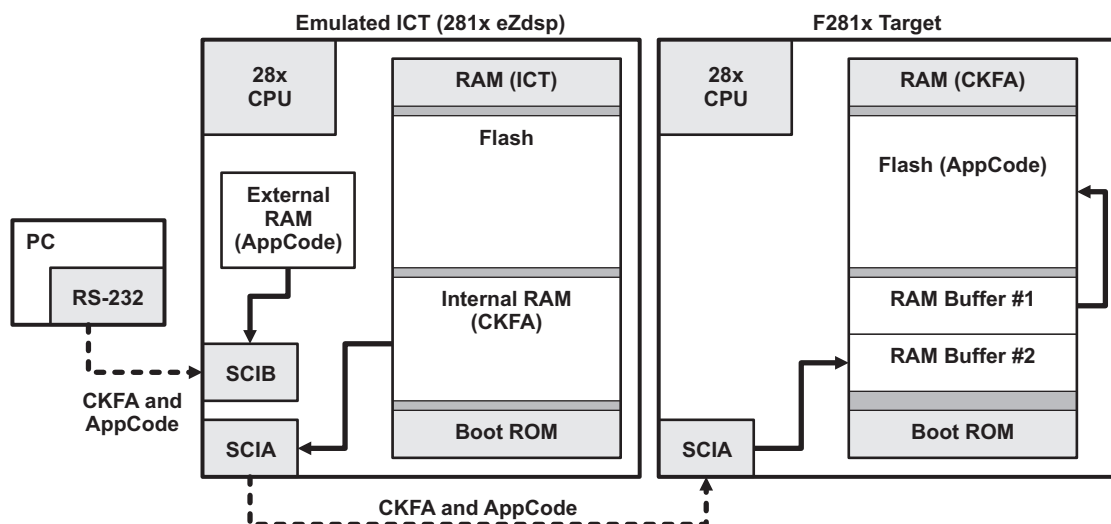 Emulated ICT (281x eZdsp)
F281x Target
28x
CPU
RAM (ICT)
Flash
External
RAM
(AppCode)
Internal RAM
(CKFA)
Boot ROM
PC
RS-232
SCIB
CKFA and
AppCode
SCIA
CKFA and AppCode
28x
CPU
RAM (CKFA)
Flash (AppCode)
RAM Buffer #1
RAM Buffer #2
SCIA
Boot ROM